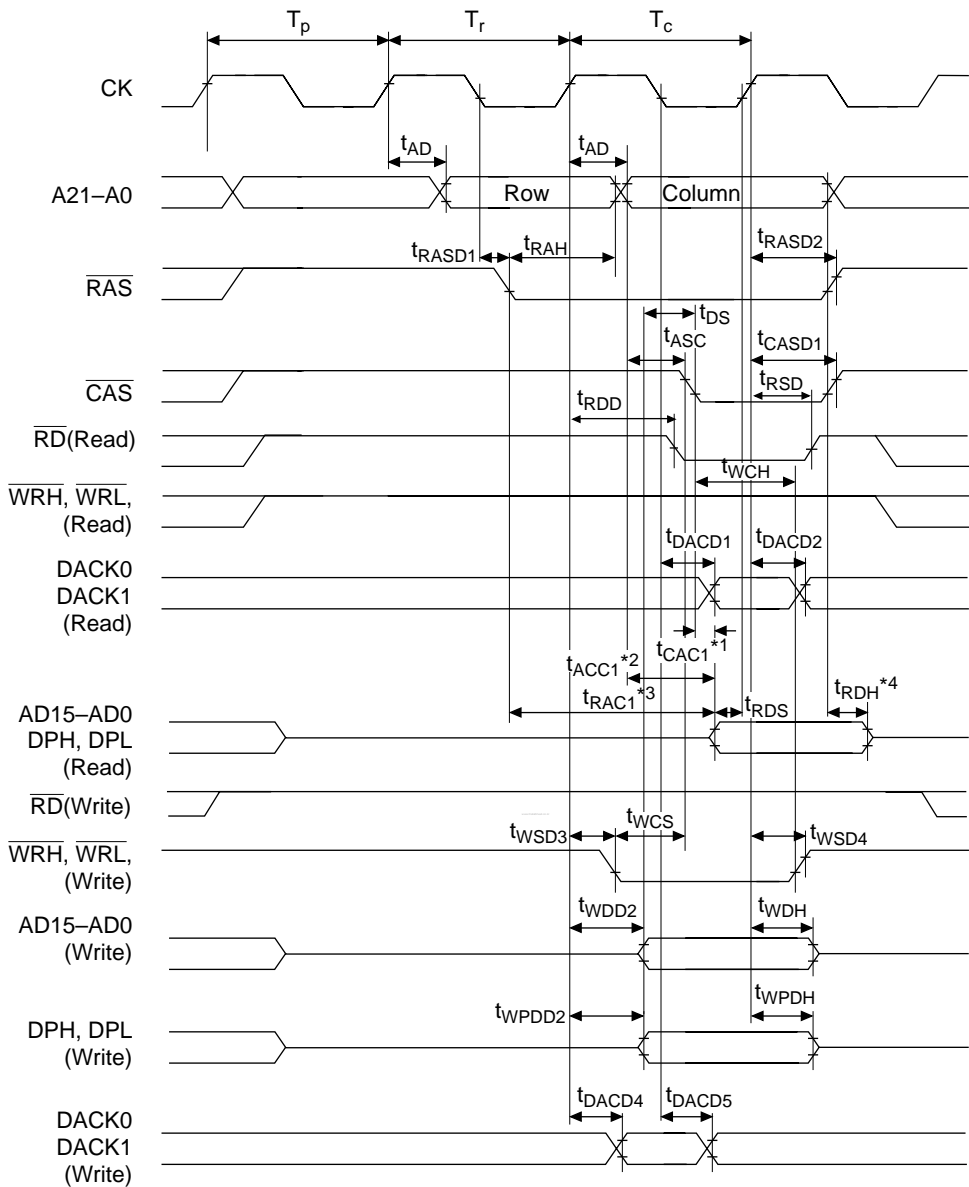 Tp Tr Tc
CK
tAD tAD
A21–A0 Row Column
tRASD1 tRAH tRASD2
RAS
tDS
tASC tCASD1
CAS
tRDD tRSD
RD(Read)
tWCH
WRH, WRL,
(Read)
tDACD1 tDACD2
DACK0
DACK1
(Read)
tCAC1*1
tACC1*2
tRAC1*3 tRDS tRDH*4
AD15–AD0
DPH, DPL
(Read)
RD(Write)
tWSD3 tWCS tWSD4
WRH, WRL,
(Write)
tWDD2 tWDH
AD15–AD0
(Write)
tWPDD2 tWPDH
DPH, DPL
(Write)
tDACD4 tDACD5
DACK0
DACK1
(Write)